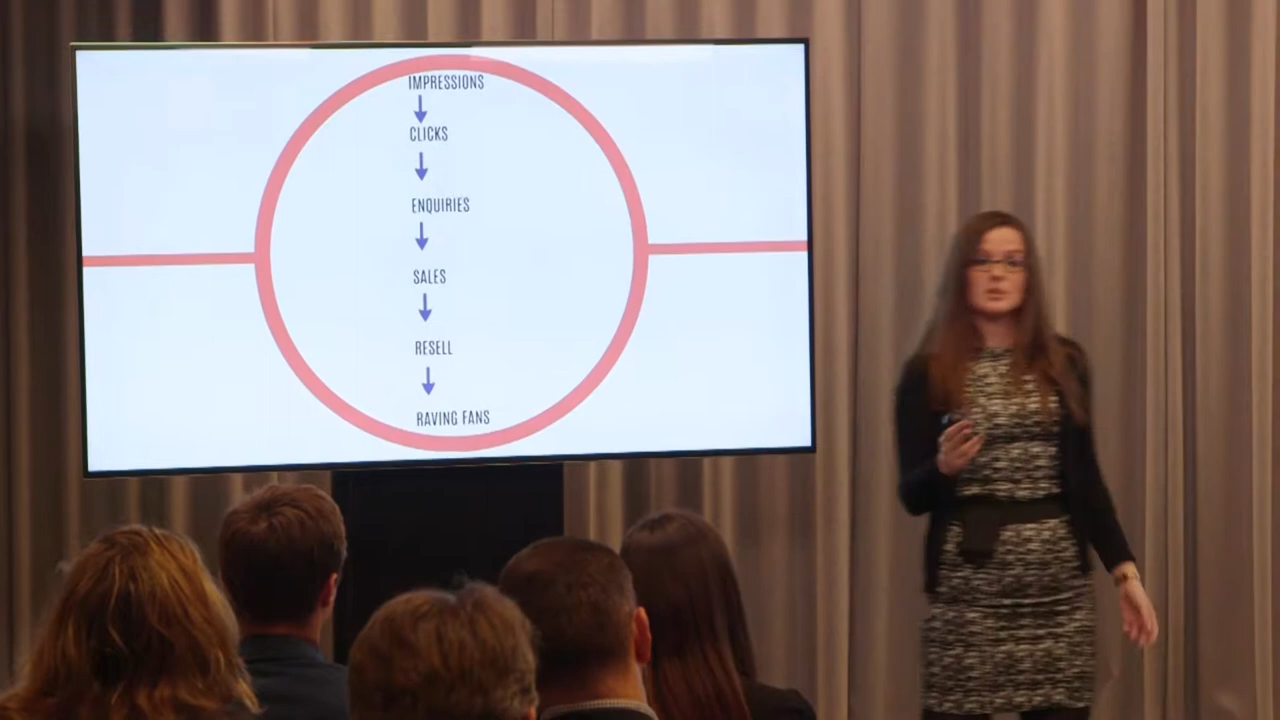 IMPRESSIONS
CLICKS
ENQUIRIES
SALES
RESELL
RAVING FANS